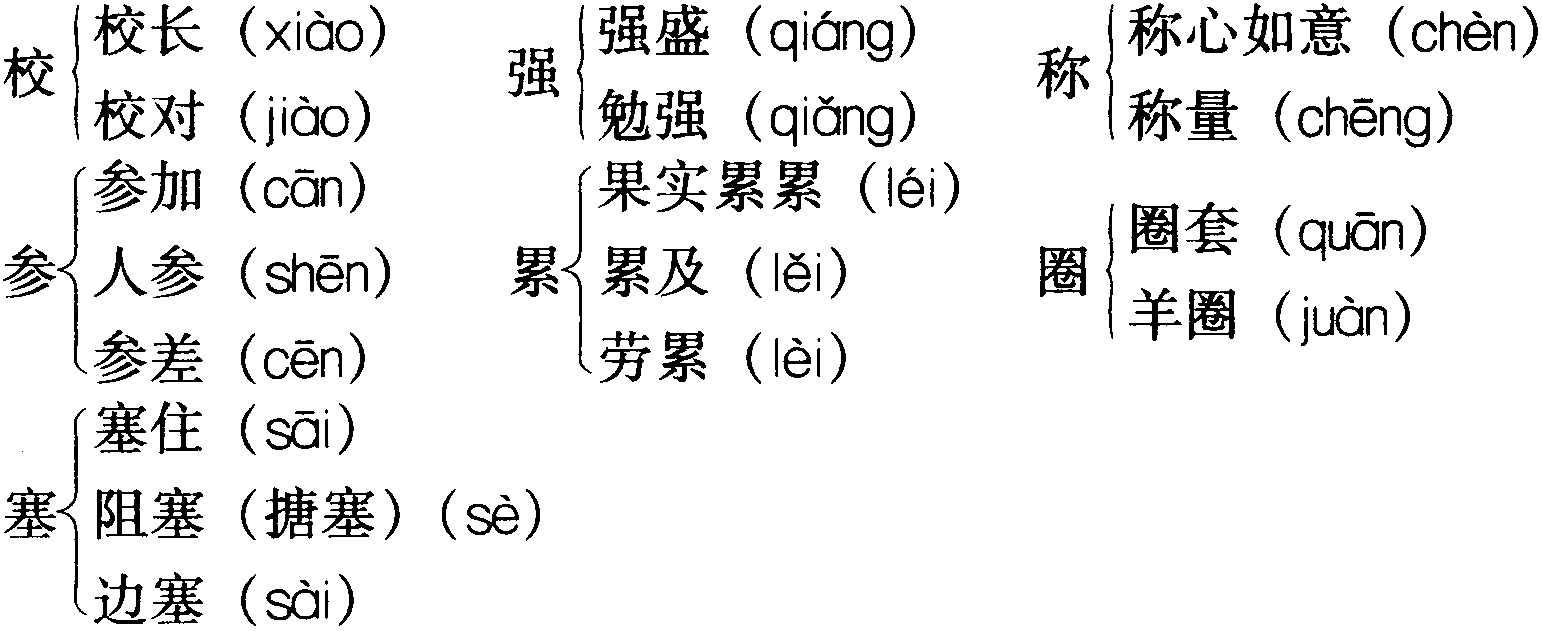 校 校长（xiào） 校对（jiào）
强 强盛（qiáng） 勉强（qiǎng）
称 称心如意（chèn） 称量（chēng）
参 参加（cān） 人参（shēn） 参差（cēn）
累 果实累累（léi） 累及（lěi） 劳累（lèi）
圈 圈套（quān） 羊圈（juàn）
塞 塞住（sāi） 阻塞（搪塞）（sè） 边塞（sài）